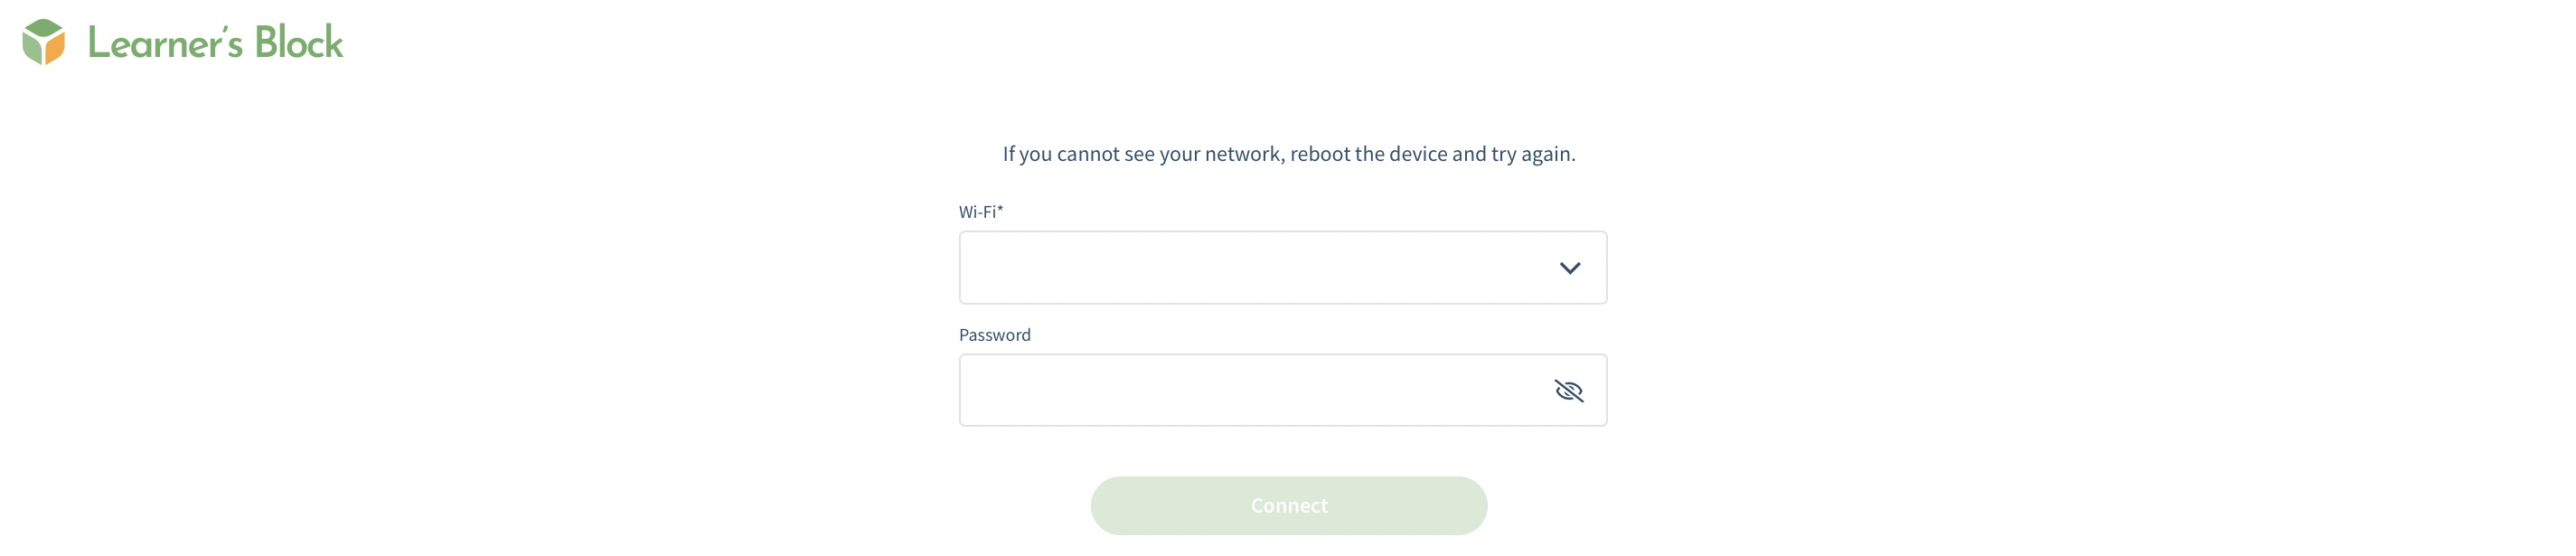 Learner's Block
If you cannot see your network, reboot the device and try again.
Wi-Fi*
Password
Connect